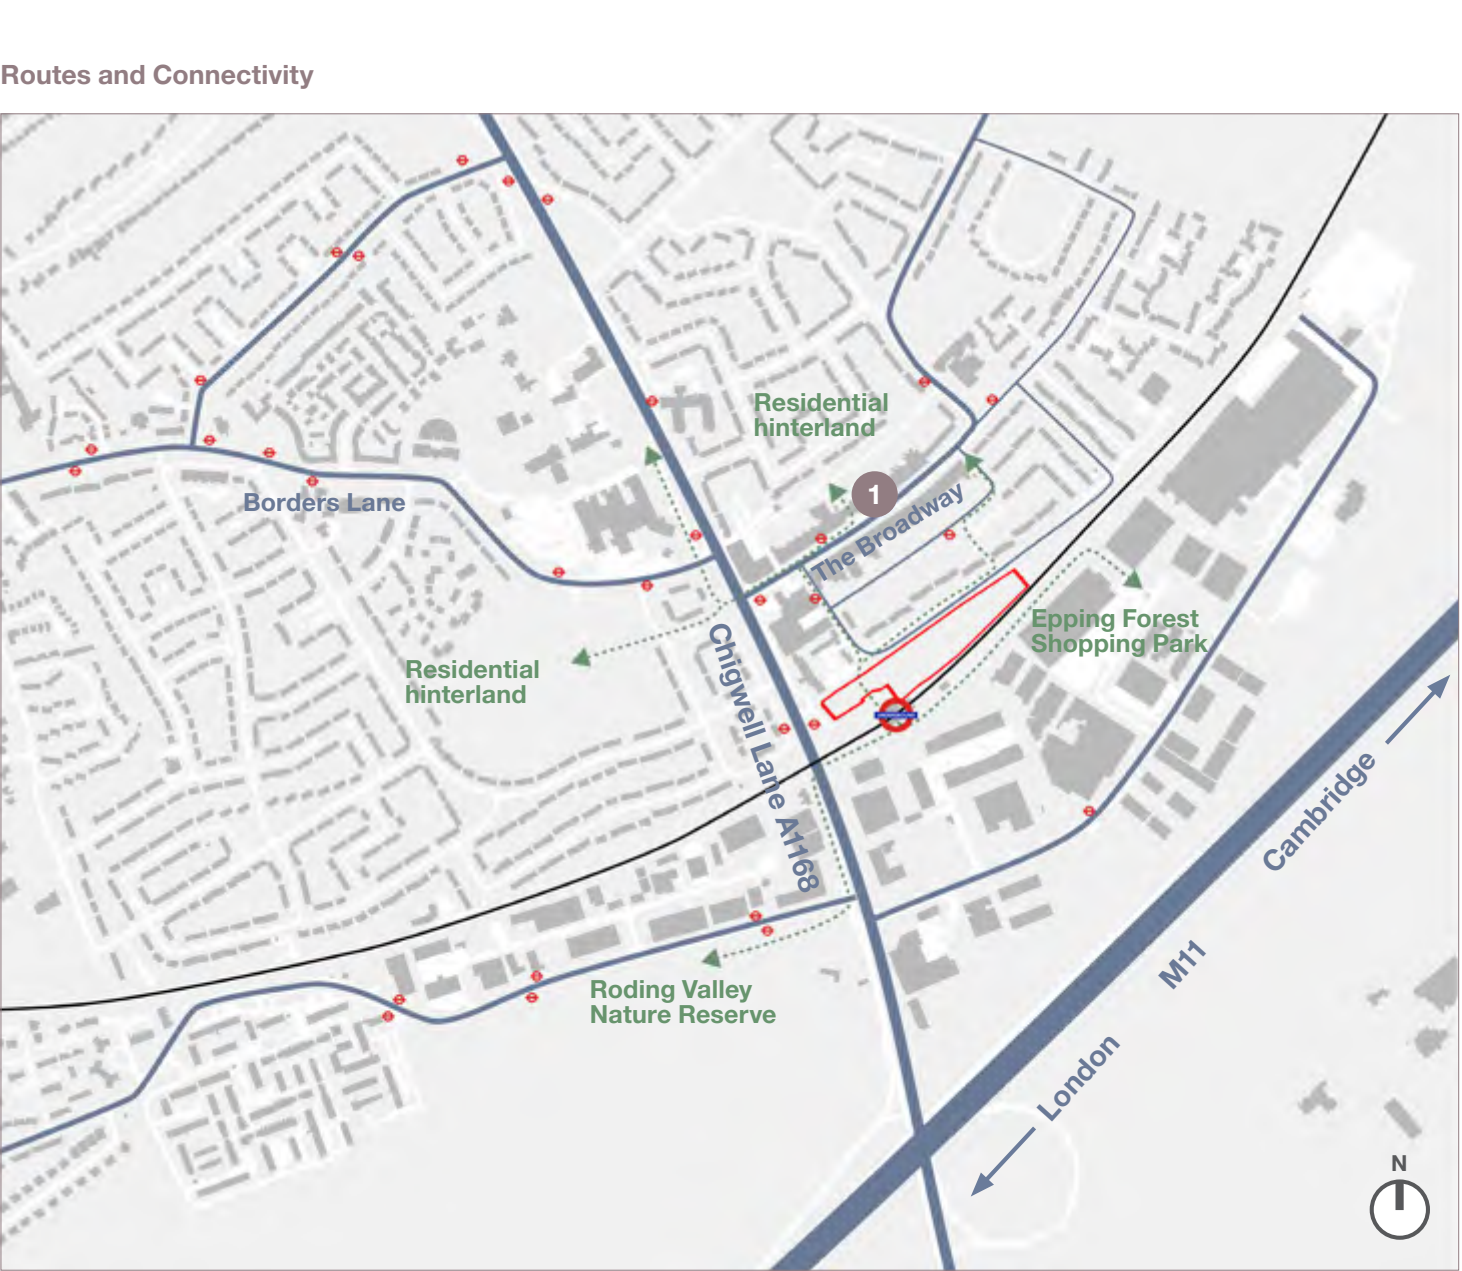 Routes and Connectivity
Residential
hinterland
1
Borders Lane
The Broadway
Epping Forest
Shopping Park
Residential
hinterland
Chigwell Lane A1168
Cambridge
M11
Roding Valley
Nature Reserve
London
N